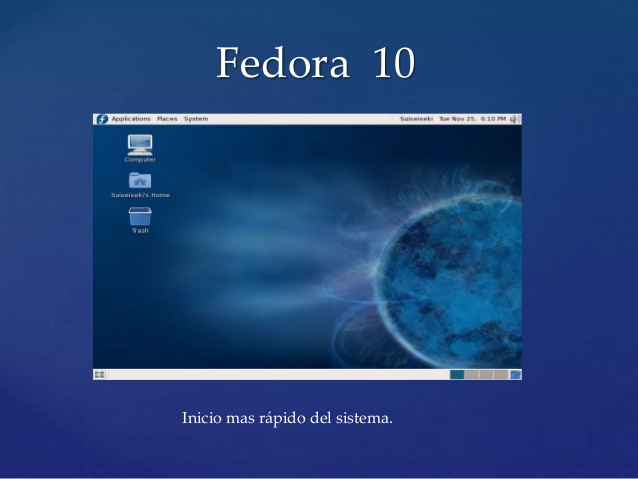 Fedora 10
Applications Places System Suiseiseki Tue Nov 25, 6:10 PM
Computer
Suiseiseki's Home
Trash
Inicio mas rápido del sistema.